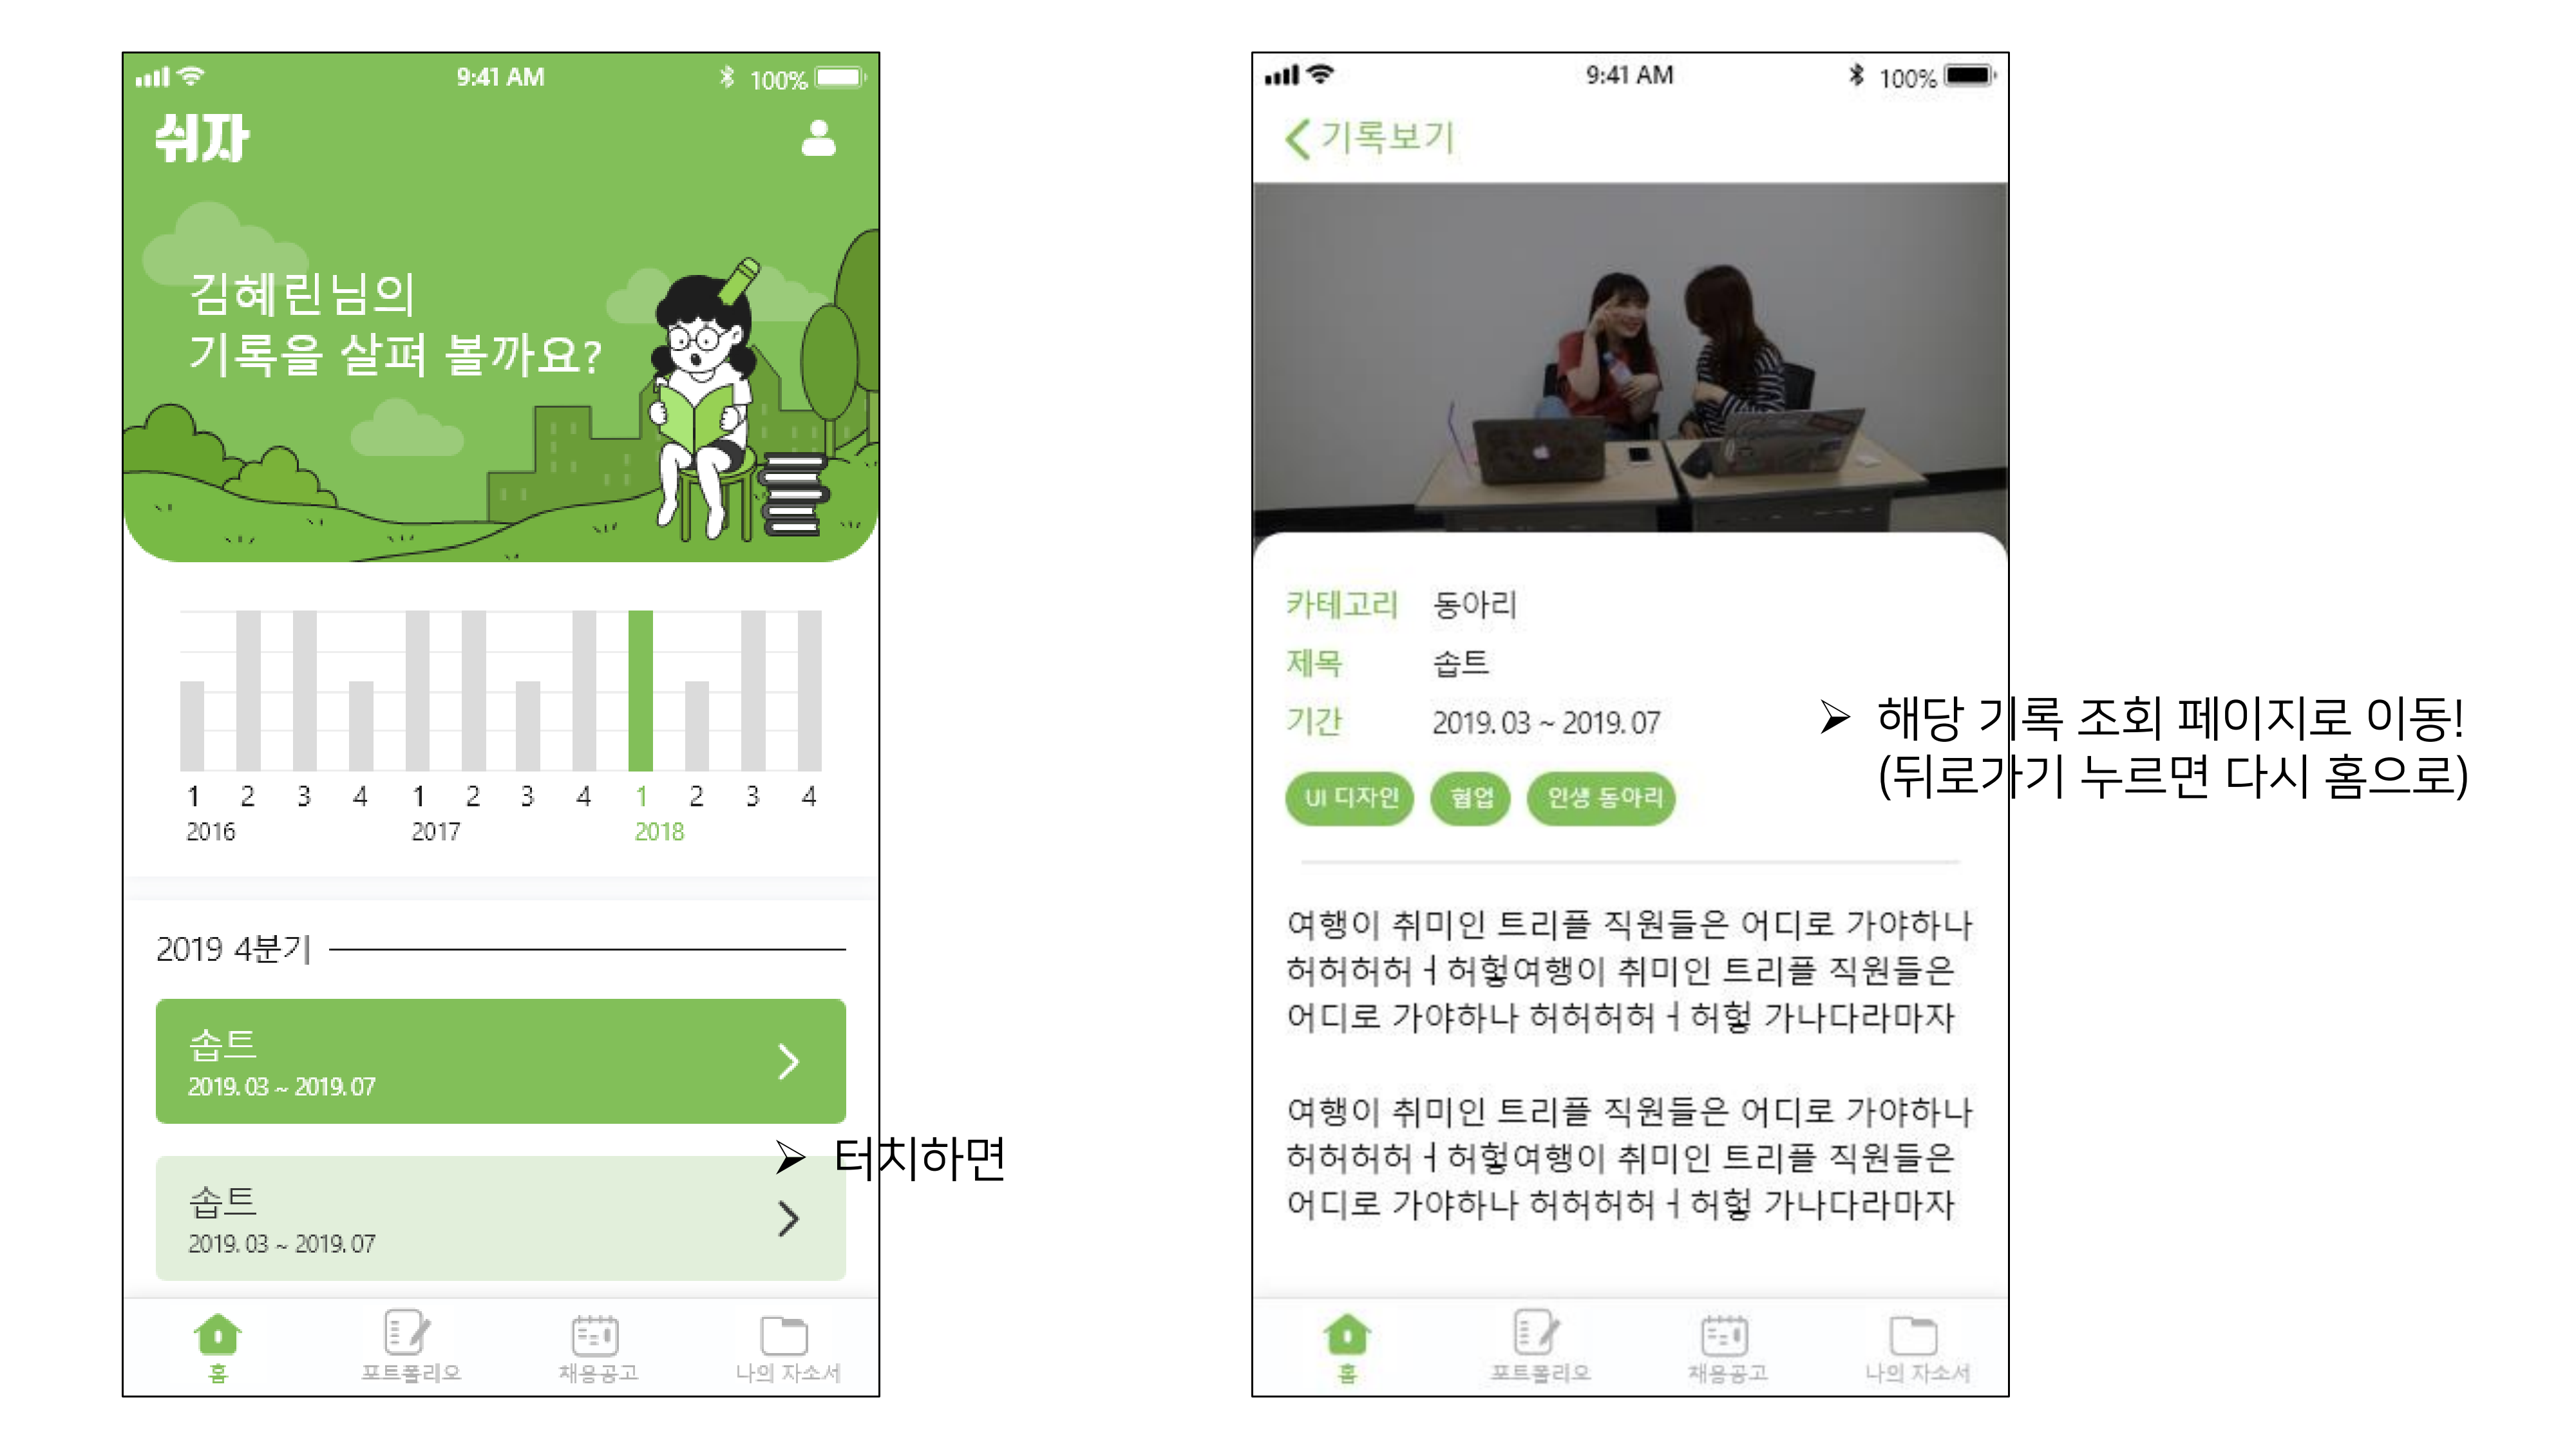 9:41 AM
100%
쉬자
김혜린님의
기록을 살펴 볼까요?
1 2 3 4 1 2 3 4 1 2 3 4
2016 2017 2018
2019 4분기
솝트
2019. 03 ~ 2019. 07
➢ 터치하면
솝트
2019. 03 ~ 2019. 07
홈 포트폴리오 채용공고 나의 자소서
9:41 AM
100%
기록보기
카테고리 동아리
제목 솝트
기간 2019. 03 ~ 2019. 07
UI 디자인 협업 인생 동아리
여행이 취미인 트리플 직원들은 어디로 가야하나
허허허허ㅓ허헣여행이 취미인 트리플 직원들은
어디로 가야하나 허허허허ㅓ허헣 가나다라마자
여행이 취미인 트리플 직원들은 어디로 가야하나
허허허허ㅓ허헣여행이 취미인 트리플 직원들은
어디로 가야하나 허허허허ㅓ허헣 가나다라마자
홈 포트폴리오 채용공고 나의 자소서
➢ 해당 기록 조회 페이지로 이동!
(뒤로가기 누르면 다시 홈으로)